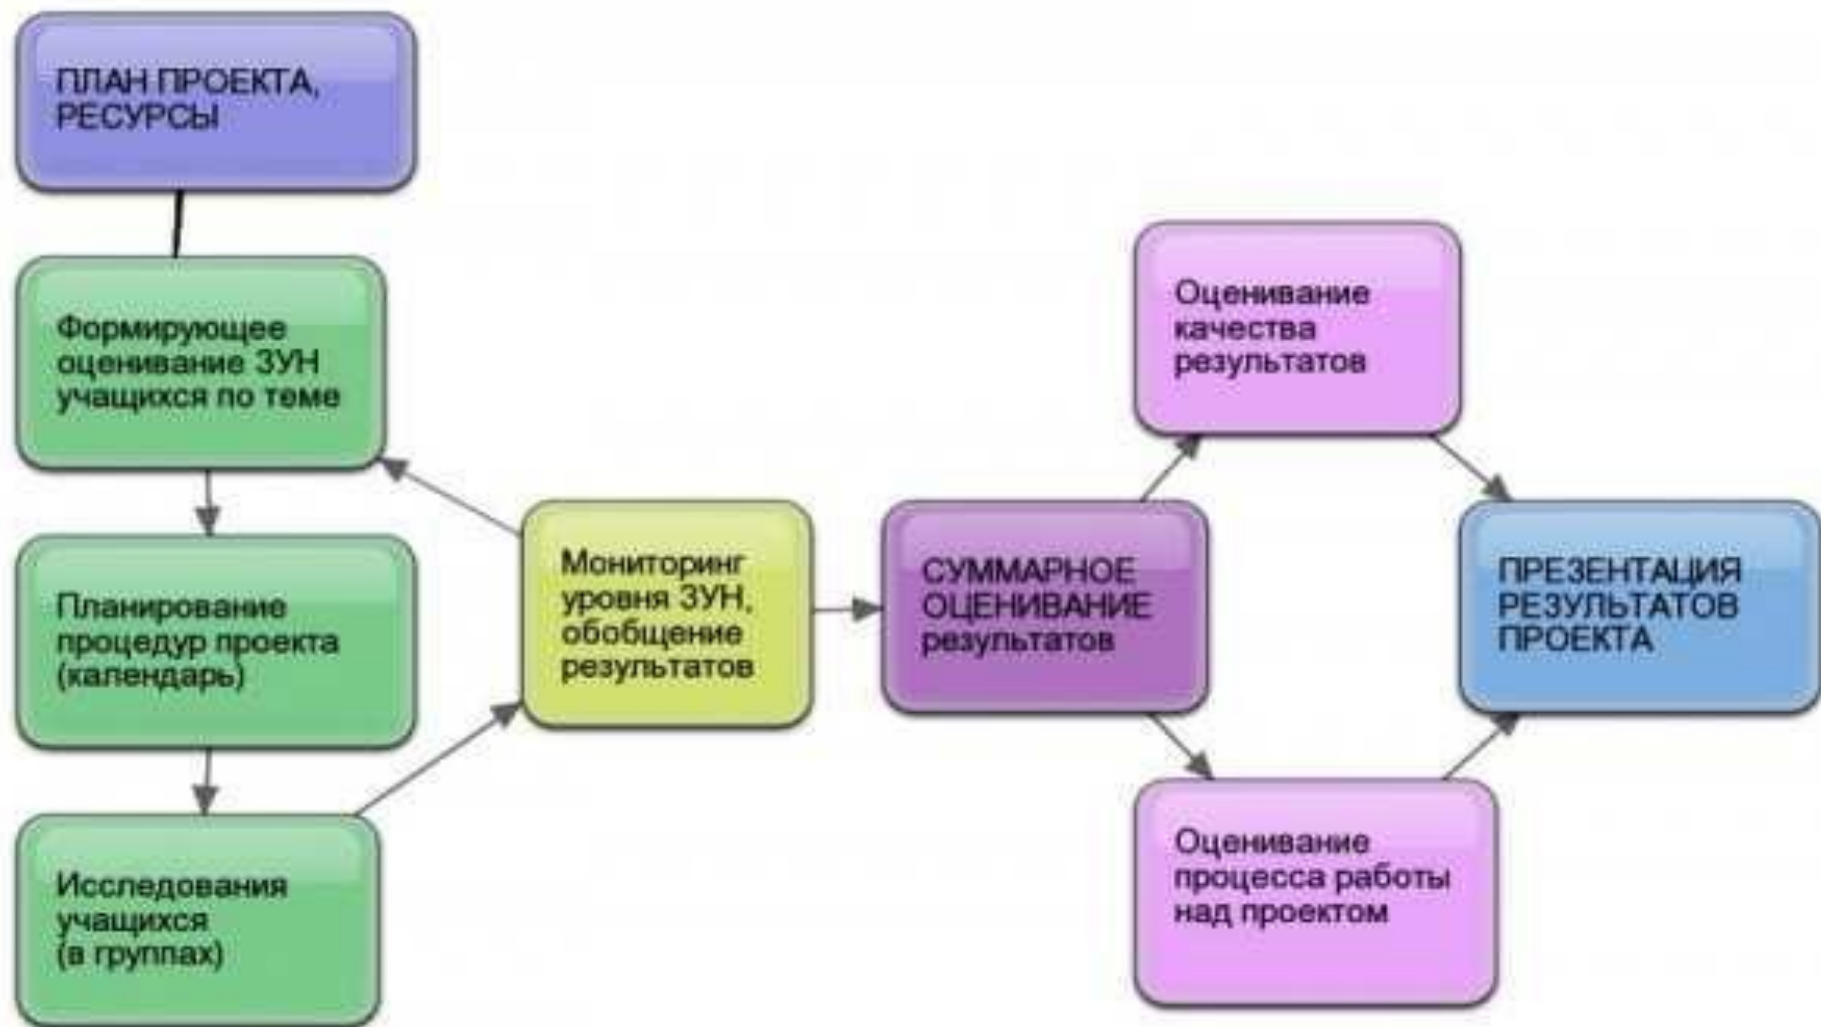 ПЛАН ПРОЕКТА,
РЕСУРСЫ
Формирующее
оценивание ЗУН
учащихся по теме
Планирование
процедур проекта
(календарь)
Исследования
учащихся
(в группах)
Мониторинг
уровня ЗУН,
обобщение
результатов
СУММАРНОЕ
ОЦЕНИВАНИЕ
результатов
Оценивание
качества
результатов
Оценивание
процесса работы
над проектом
ПРЕЗЕНТАЦИЯ
РЕЗУЛЬТАТОВ
ПРОЕКТА